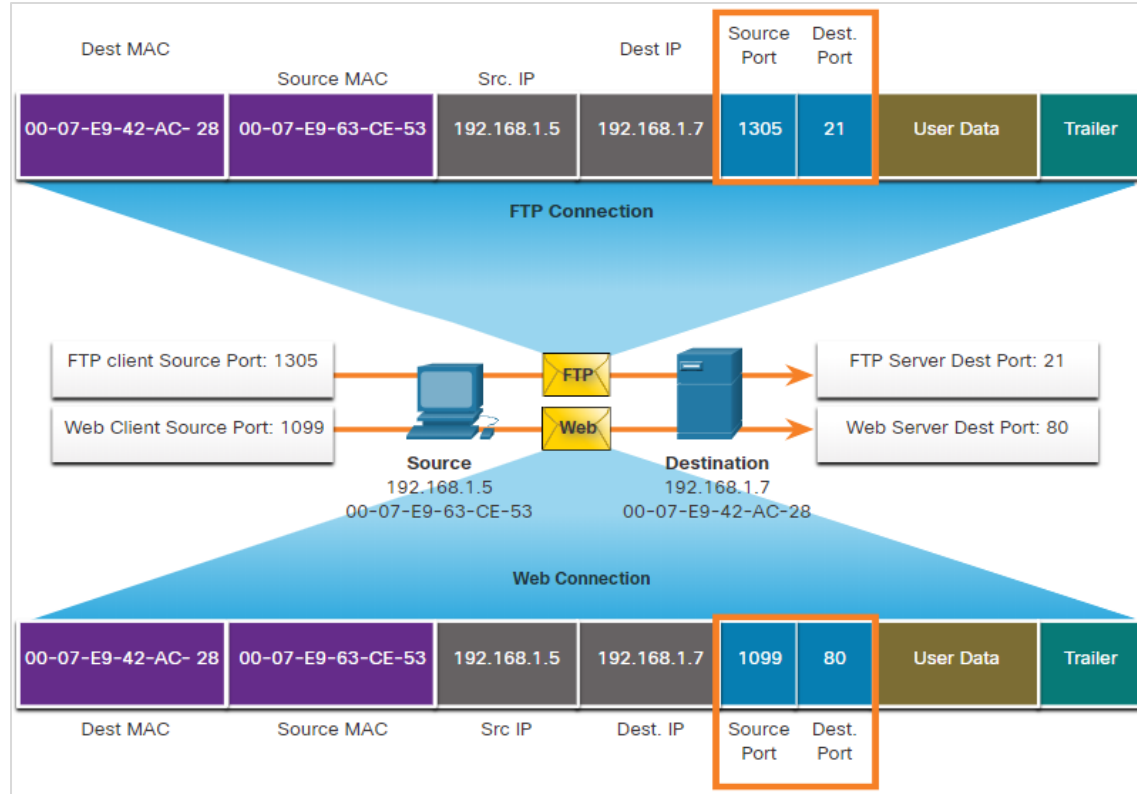 Dest MAC
Source MAC
Src. IP
Dest IP
Source
Port
Dest.
Port
00-07-E9-42-AC- 28
00-07-E9-63-CE-53
192.168.1.5
192.168.1.7
1305
21
User Data
Trailer
FTP Connection
FTP client Source Port: 1305
FTP
FTP Server Dest Port: 21
Web Client Source Port: 1099
Web
Web Server Dest Port: 80
Source
192.168.1.5
00-07-E9-63-CE-53
Destination
192.168.1.7
00-07-E9-42-AC-28
Web Connection
00-07-E9-42-AC- 28
00-07-E9-63-CE-53
192.168.1.5
192.168.1.7
1099
80
User Data
Trailer
Dest MAC
Source MAC
Src IP
Dest. IP
Source
Port
Dest.
Port